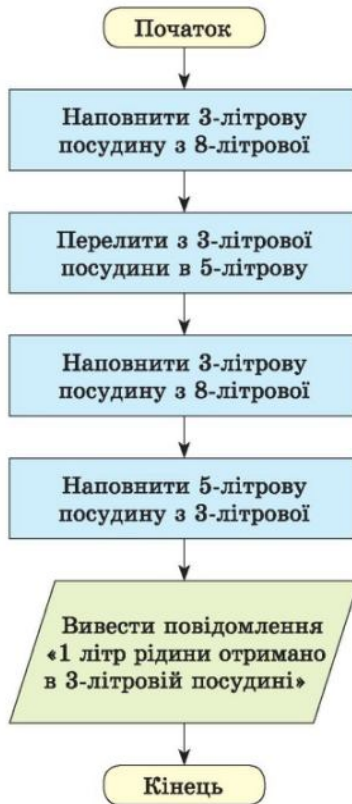 Початок
Наповнити 3-літрову
посудину з 8-літрової
Перелити з 3-літрової
посудини в 5-літрову
Наповнити 3-літрову
посудину з 8-літрової
Наповнити 5-літрову
посудину з 3-літрової
Вивести повідомлення
«1 літр рідини отримано
в 3-літровій посудині»
Кінець